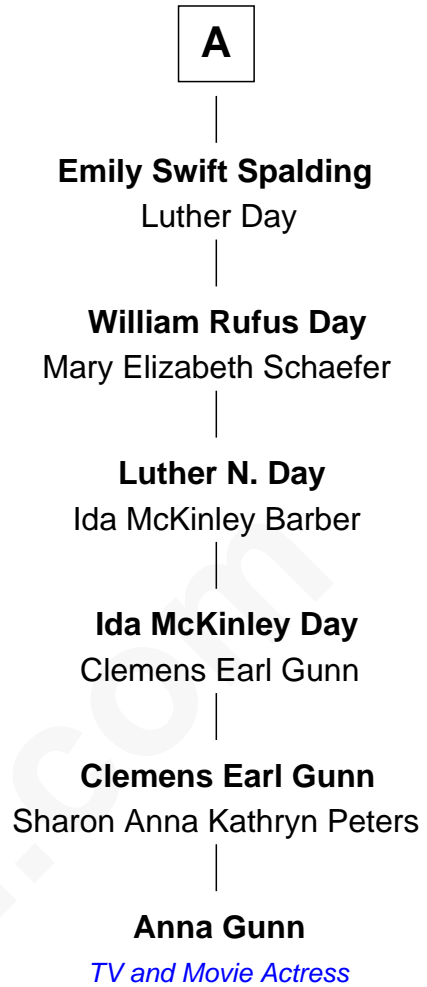 A
Emily Swift Spalding
Luther Day
William Rufus Day
Mary Elizabeth Schaefer
Luther N. Day
Ida McKinley Barber
Ida McKinley Day
Clemens Earl Gunn
Clemens Earl Gunn
Sharon Anna Kathryn Peters
Anna Gunn
TV and Movie Actress